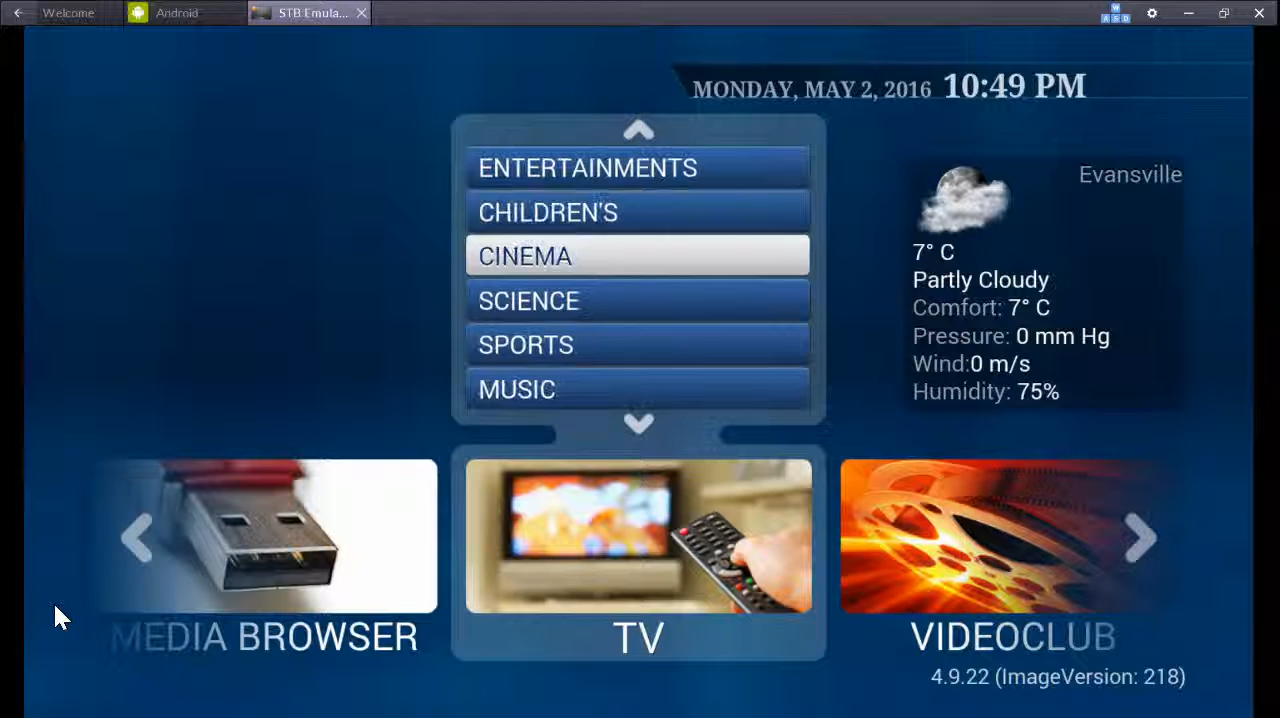 Welcome
Android
STB Emula...
W
A S D
MONDAY, MAY 2, 2016 10:49 PM
ENTERTAINMENTS
CHILDREN'S
CINEMA
SCIENCE
SPORTS
MUSIC
Evansville
7° C
Partly Cloudy
Comfort: 7° C
Pressure: 0 mm Hg
Wind:0 m/s
Humidity: 75%
MEDIA BROWSER
TV
VIDEOCLUB
4.9.22 (ImageVersion: 218)